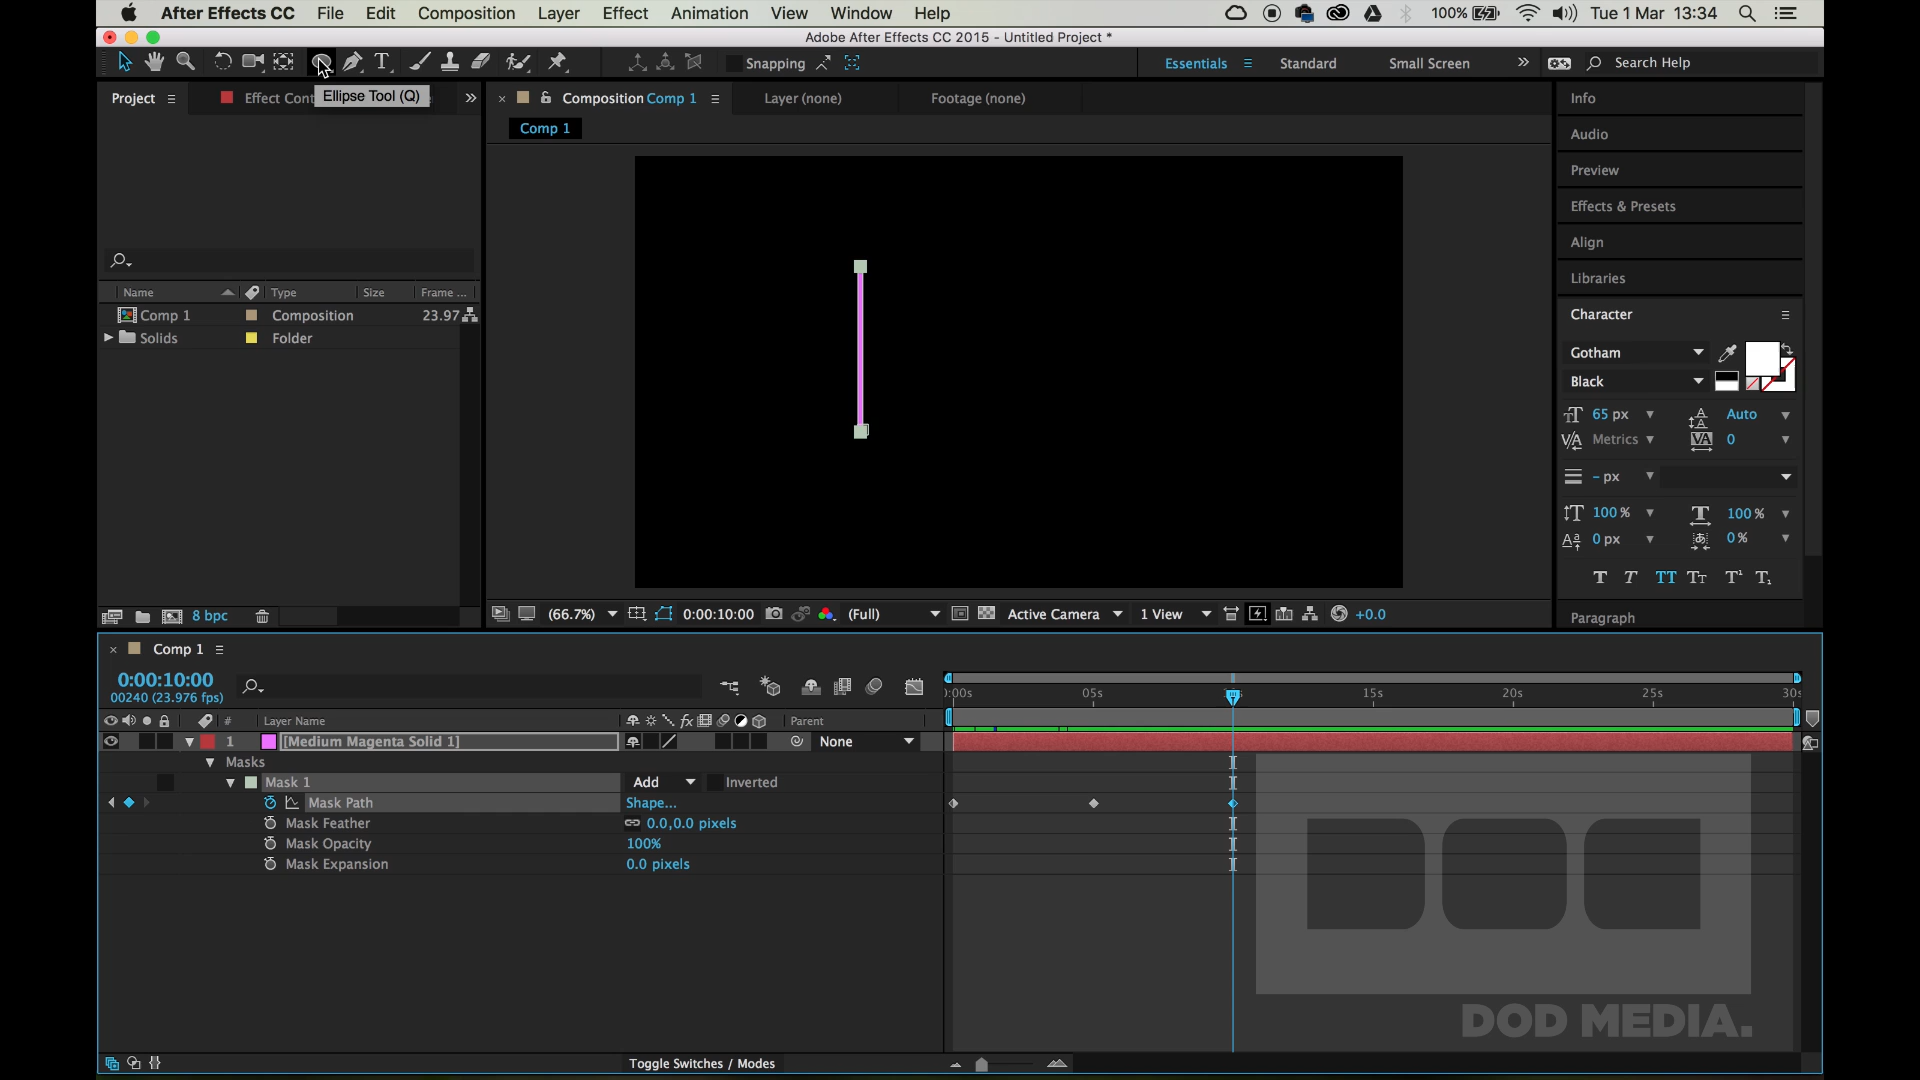 After Effects CC File Edit Composition Layer Effect Animation View Window Help 100% Tue 1 Mar 13:34
Adobe After Effects CC 2015 - Untitled Project *
Snapping Essentials Standard Small Screen Search Help
Ellipse Tool (Q)
Project Effect Cont
Composition Comp 1 Layer (none) Footage (none)
Comp 1
Name Type Size Frame ...
Comp 1 Composition 23.97
Solids Folder
8 bpc
(66.7%) 0:00:10:00 (Full) Active Camera 1 View +0.0
Info
Audio
Preview
Effects & Presets
Align
Libraries
Character
Gotham
Black
65 px Auto
Metrics 0
- px
100% 100%
0 px 0%
T T TT Tt T¹ T₁
Paragraph
Comp 1
0:00:10:00
00240 (23.976 fps)
):00s 05s 15s 20s 25s 30s
# Layer Name fx Parent
1 [Medium Magenta Solid 1] None
Masks
Mask 1 Add Inverted
Mask Path Shape...
Mask Feather 0.0,0.0 pixels
Mask Opacity 100%
Mask Expansion 0.0 pixels
DOD MEDIA.
Toggle Switches / Modes